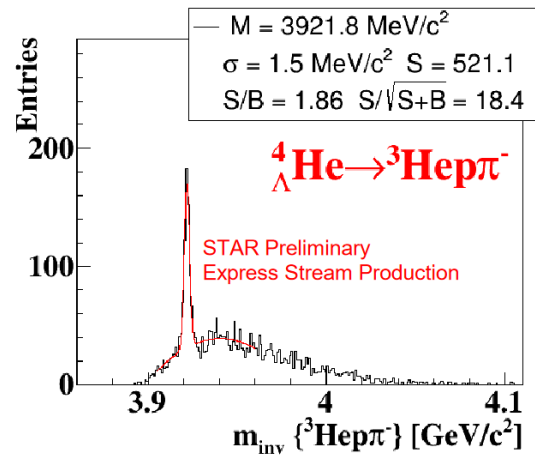 M = 3921.8 MeV/c²
σ = 1.5 MeV/c² S = 521.1
S/B = 1.86 S/√S+B = 18.4
⁴ΛHe→³Hepπ⁻
STAR Preliminary
Express Stream Production
Entries
200
100
0
3.9 4 4.1
m_inv {³Hepπ⁻} [GeV/c²]